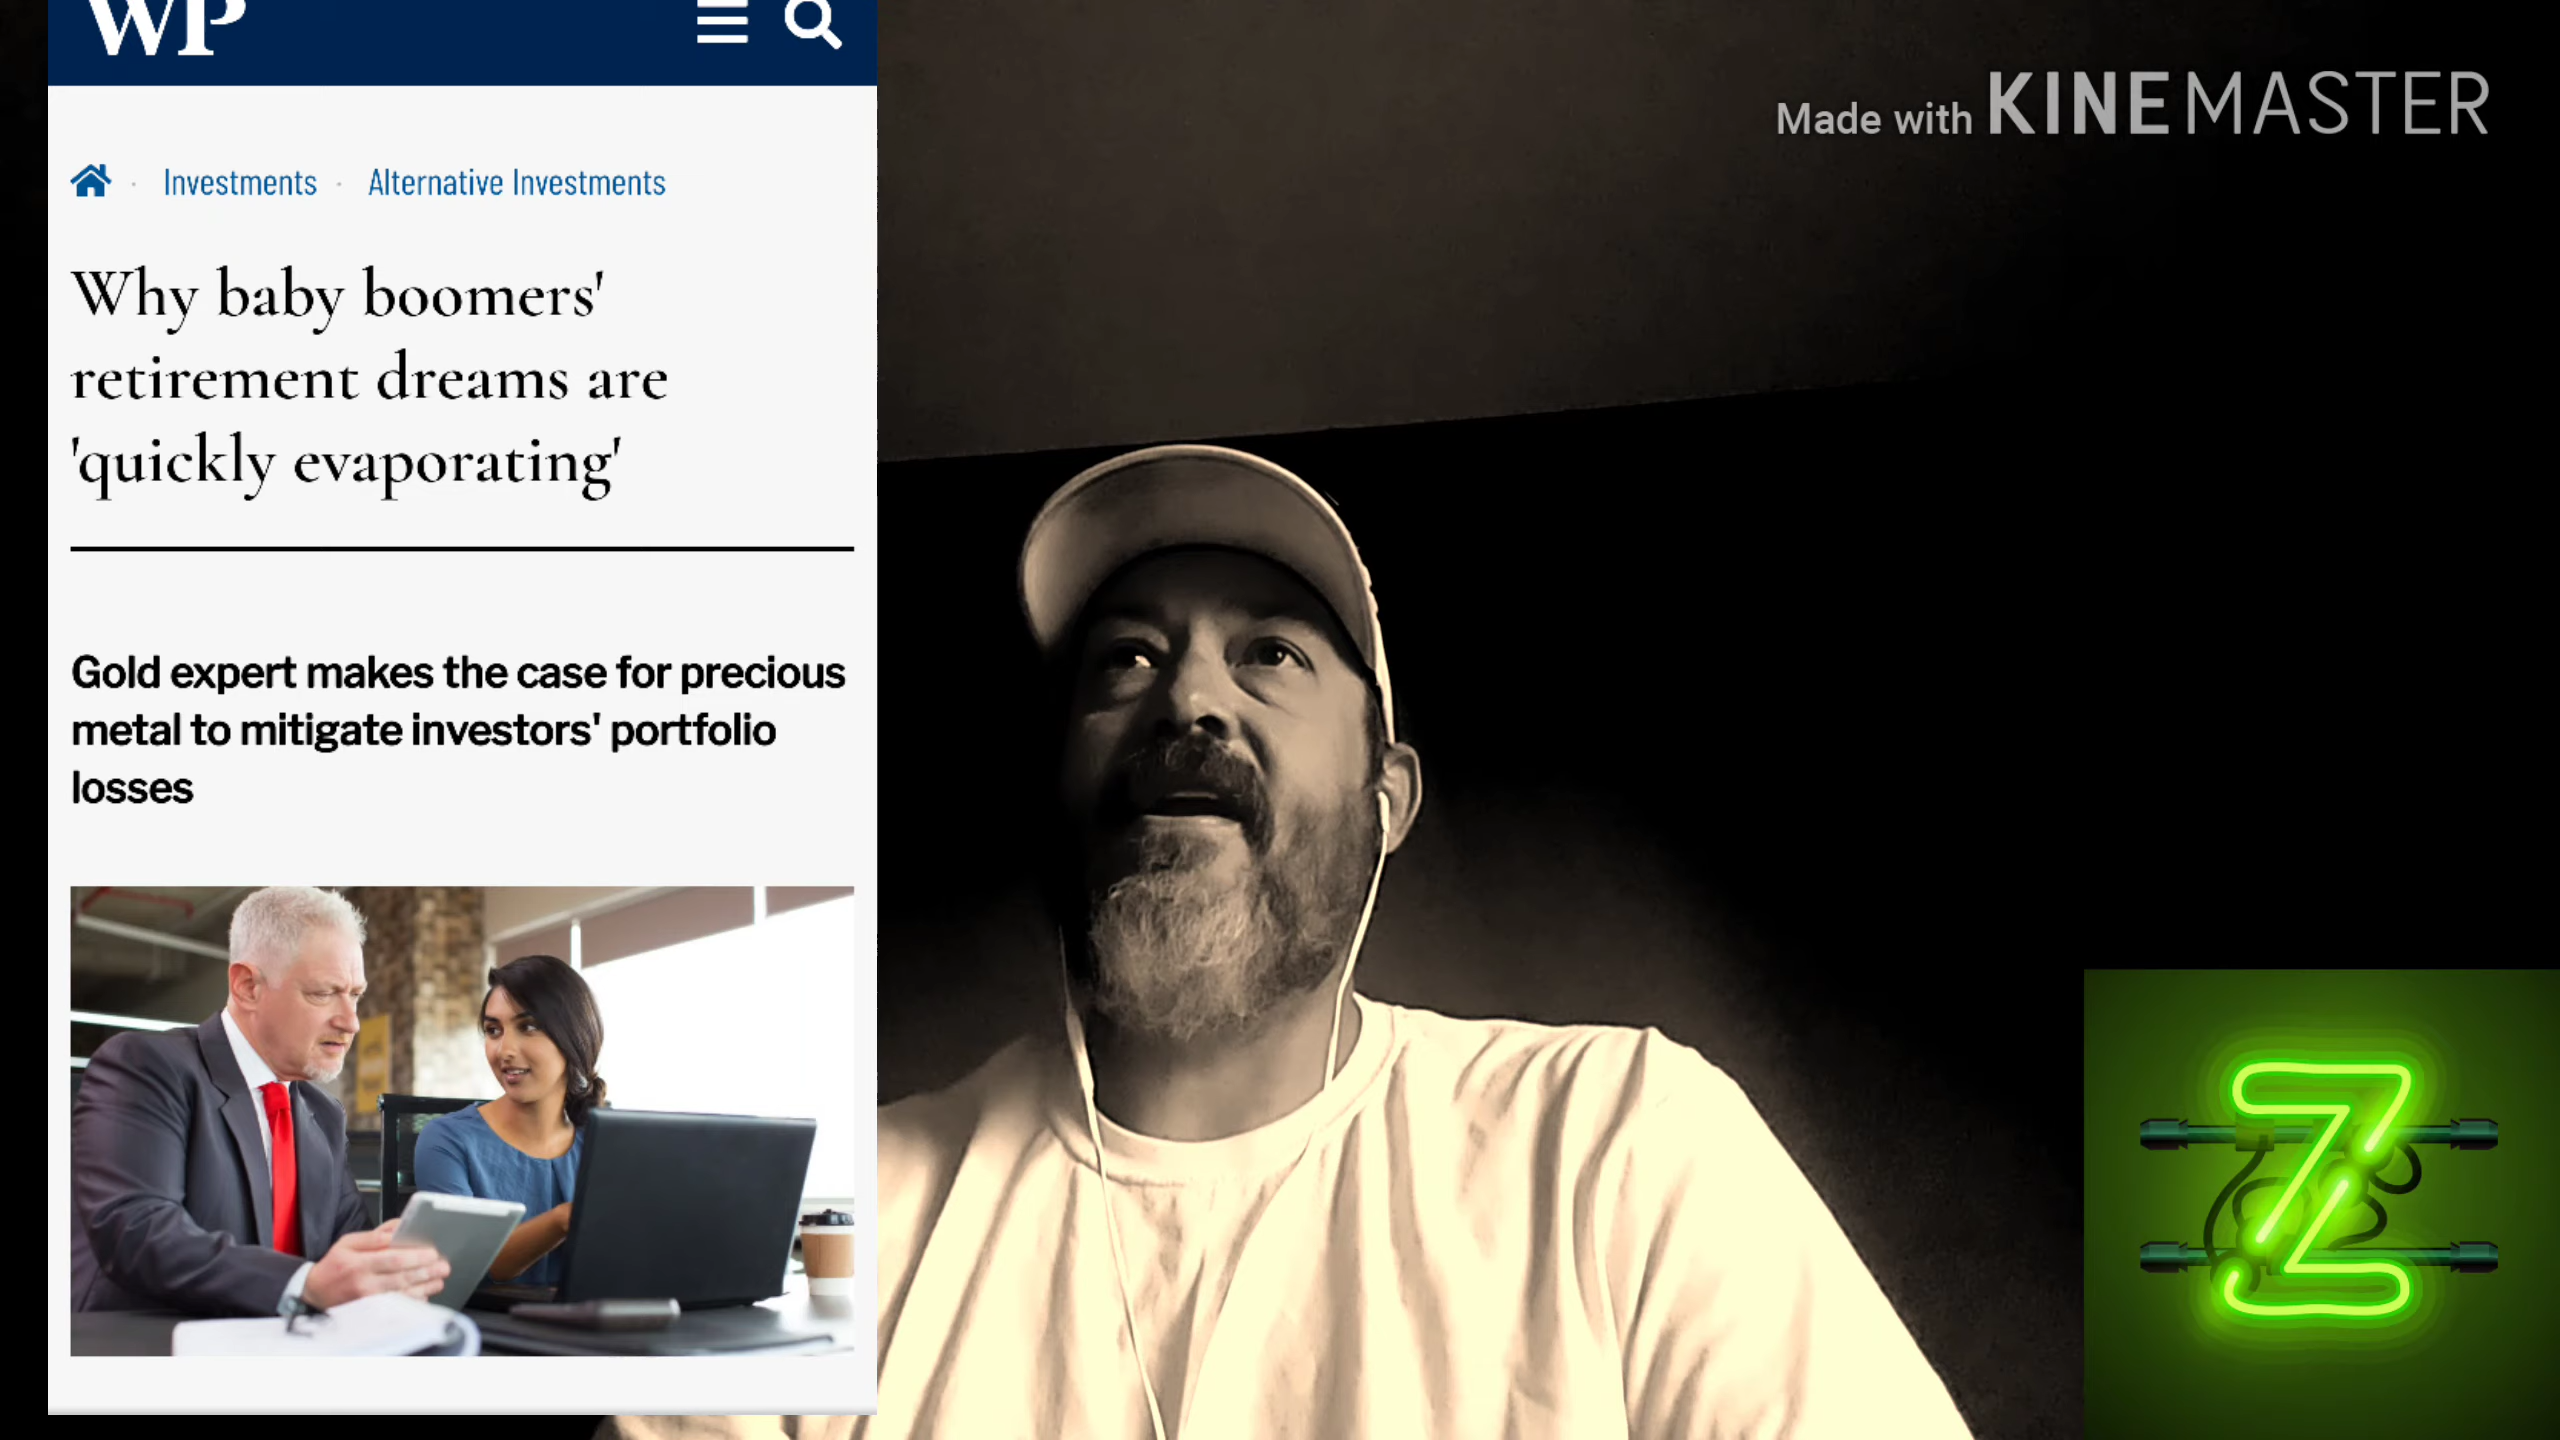 WP
Investments · Alternative Investments
Why baby boomers'
retirement dreams are
'quickly evaporating'
Gold expert makes the case for precious
metal to mitigate investors' portfolio
losses
Made with KINEMASTER
Z